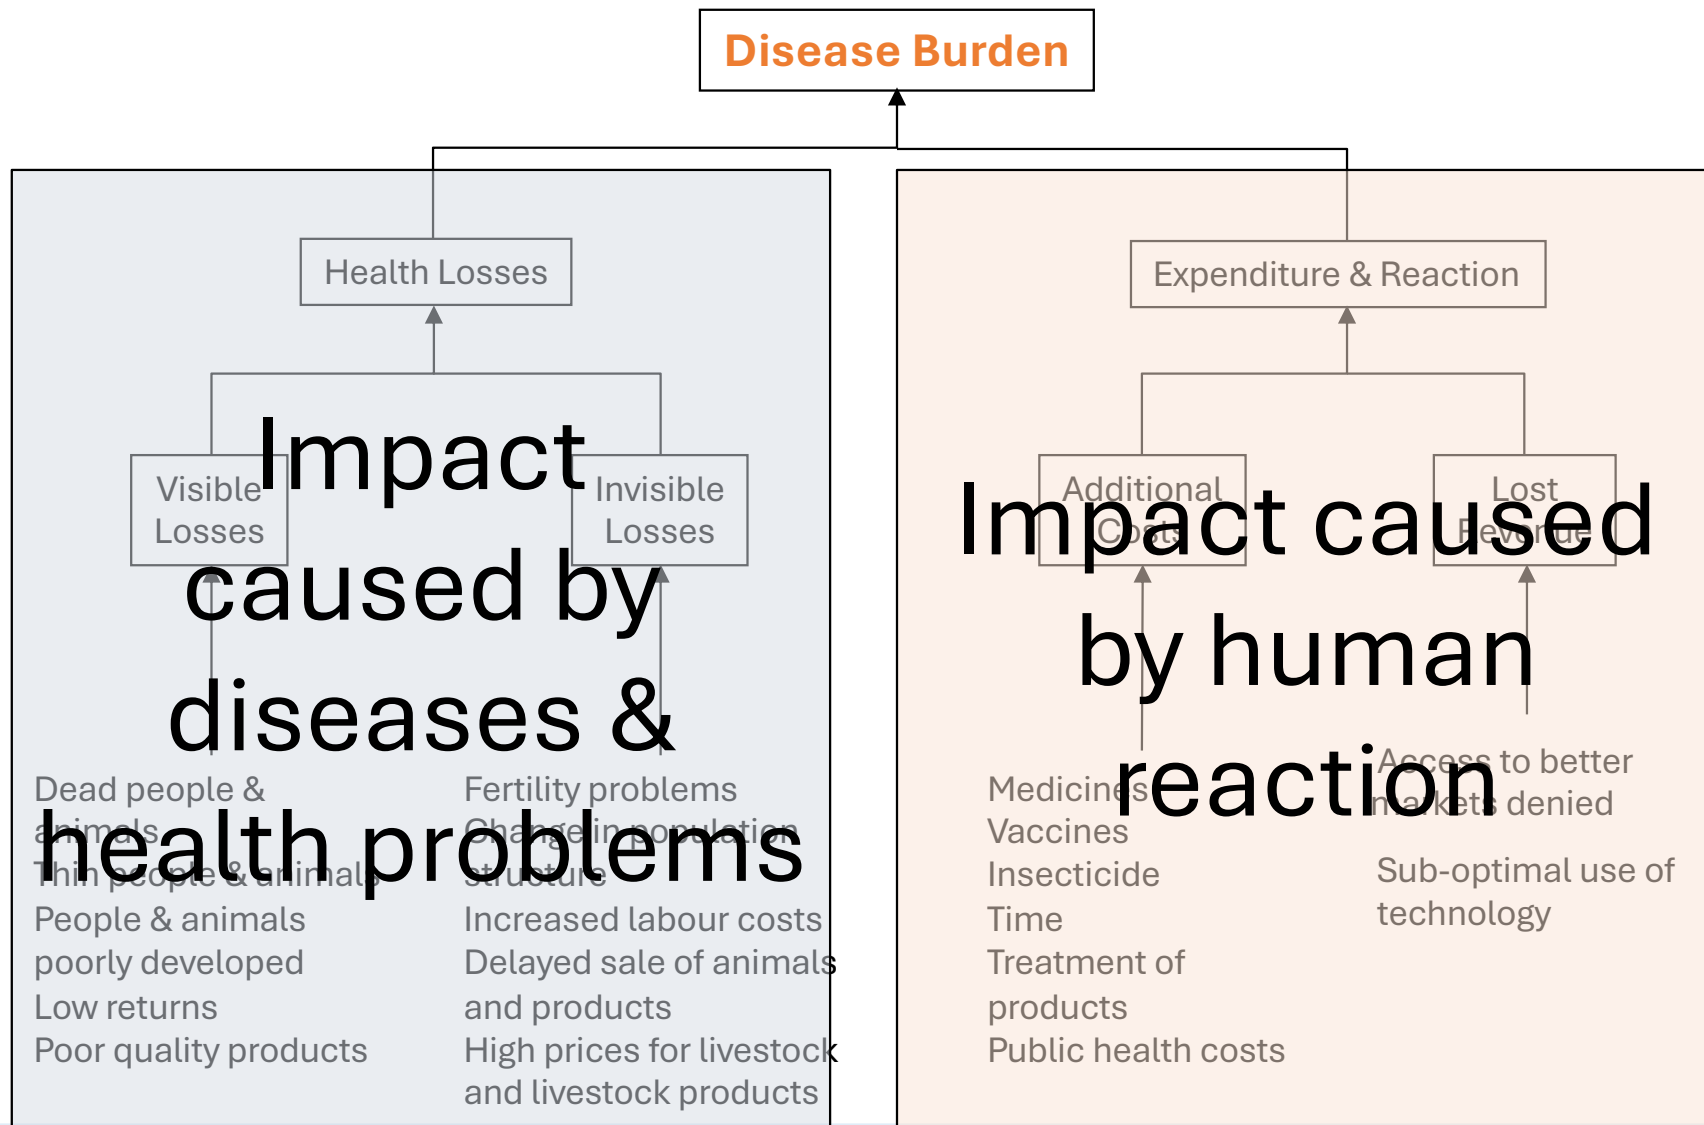 Disease Burden
Health Losses
Visible
Losses
Invisible
Losses
Dead people &
animals
Thin people & animals
People & animals
poorly developed
Low returns
Poor quality products
Fertility problems
Change in population
structure
Increased labour costs
Delayed sale of animals
and products
High prices for livestock
and livestock products
Impact
caused by
diseases &
health problems
Expenditure & Reaction
Additional
Costs
Lost
Revenue
Medicines
Vaccines
Insecticide
Time
Treatment of
products
Public health costs
Access to better
markets denied
Sub-optimal use of
technology
Impact caused
by human
reaction